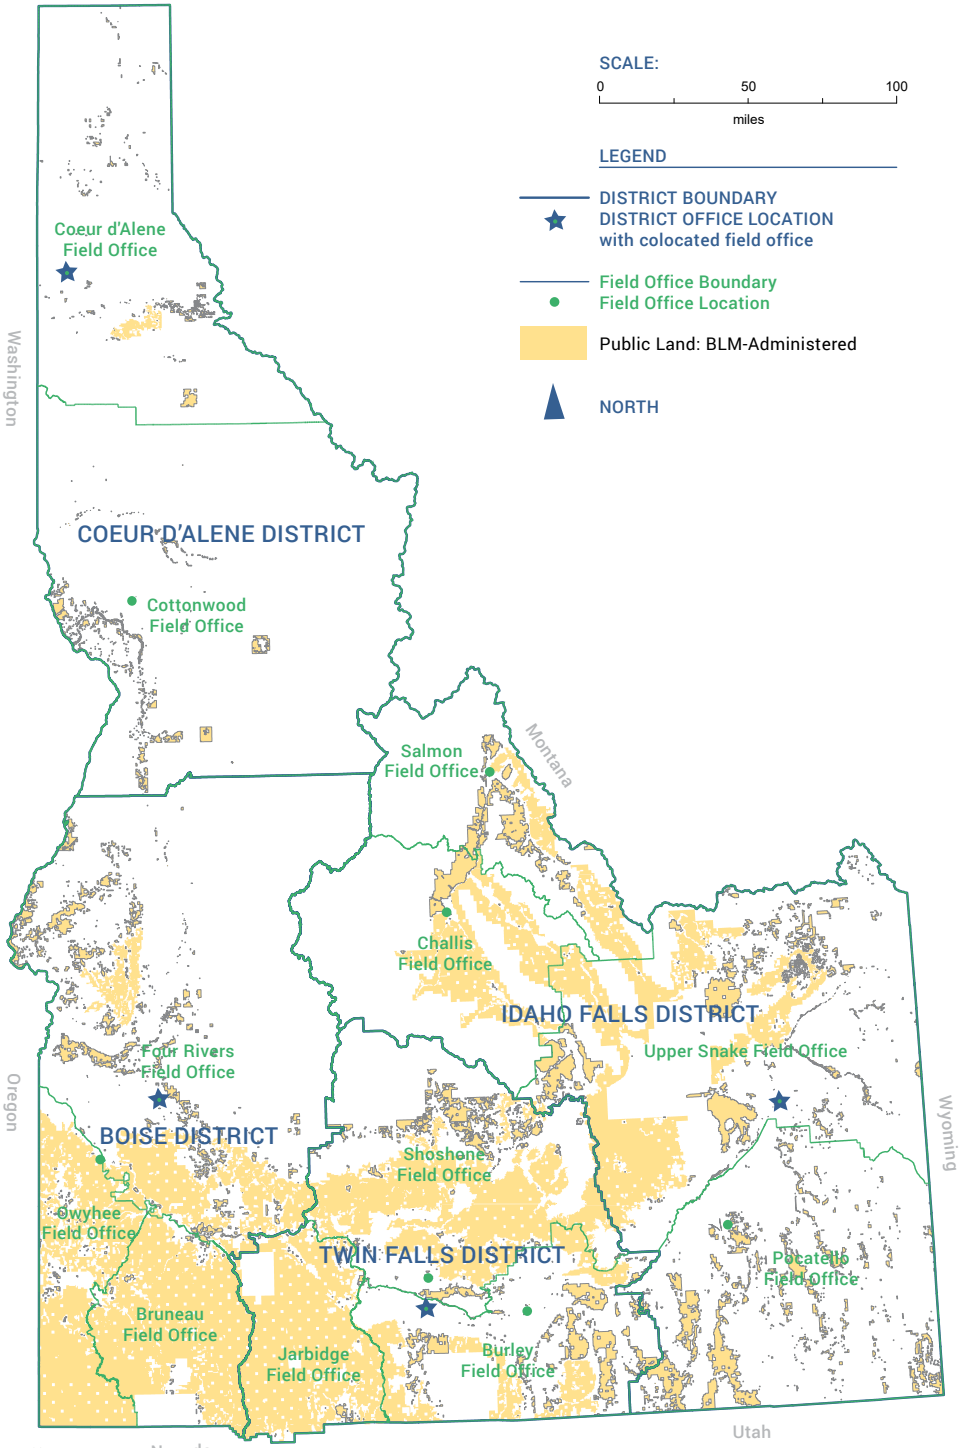 SCALE:
0 50 100
miles
LEGEND
DISTRICT BOUNDARY
DISTRICT OFFICE LOCATION
with colocated field office
Field Office Boundary
Field Office Location
Public Land: BLM-Administered
NORTH
Coeur d'Alene
Field Office
Washington
COEUR D'ALENE DISTRICT
Cottonwood
Field Office
Montana
Salmon
Field Office
Challis
Field Office
IDAHO FALLS DISTRICT
Upper Snake Field Office
Four Rivers
Field Office
Oregon
Wyoming
BOISE DISTRICT
Shoshone
Field Office
Owyhee
Field Office
TWIN FALLS DISTRICT
Pocatello
Field Office
Bruneau
Field Office
Jarbidge
Field Office
Burley
Field Office
Utah